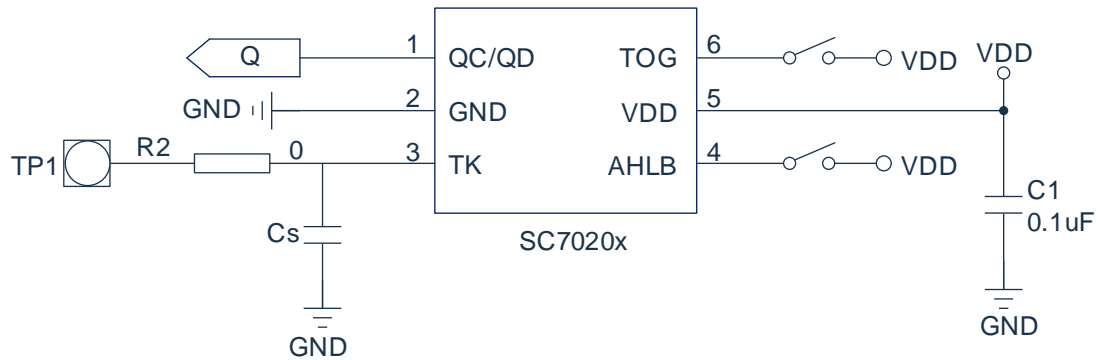 Q
1
QC/QD
TOG
6
VDD
VDD
GND
2
GND
VDD
5
TP1
R2
0
3
TK
AHLB
4
VDD
C1
0.1uF
Cs
SC7020x
GND
GND